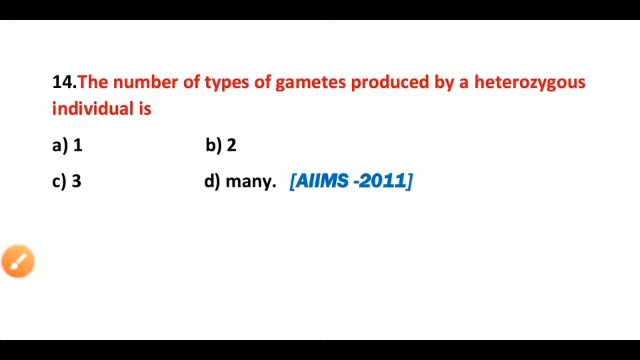 14.The number of types of gametes produced by a heterozygous
individual is
a) 1 b) 2
c) 3 d) many. [AIIMS -2011]